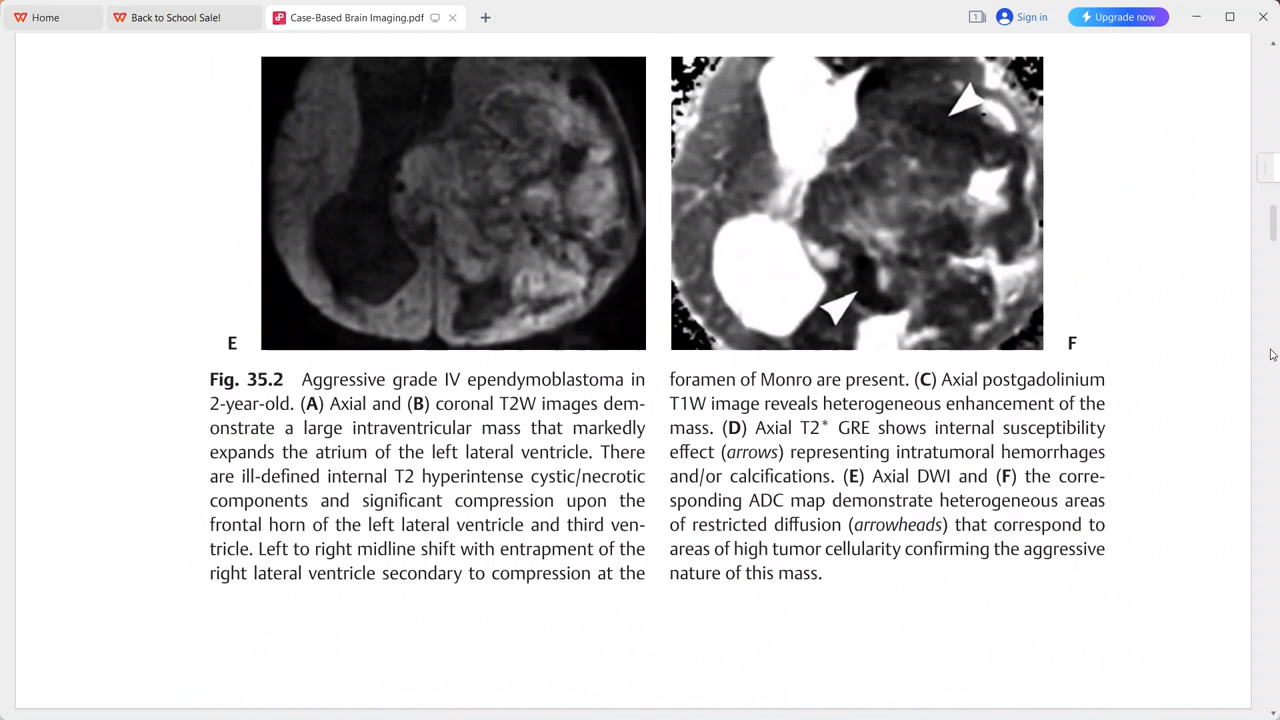 Home
Back to School Sale!
Case-Based Brain Imaging.pdf
1
Sign in
Upgrade now
E
F
Fig. 35.2 Aggressive grade IV ependymoblastoma in
2-year-old. (A) Axial and (B) coronal T2W images dem-
onstrate a large intraventricular mass that markedly
expands the atrium of the left lateral ventricle. There
are ill-defined internal T2 hyperintense cystic/necrotic
components and significant compression upon the
frontal horn of the left lateral ventricle and third ven-
tricle. Left to right midline shift with entrapment of the
right lateral ventricle secondary to compression at the
foramen of Monro are present. (C) Axial postgadolinium
T1W image reveals heterogeneous enhancement of the
mass. (D) Axial T2* GRE shows internal susceptibility
effect (arrows) representing intratumoral hemorrhages
and/or calcifications. (E) Axial DWI and (F) the corre-
sponding ADC map demonstrate heterogeneous areas
of restricted diffusion (arrowheads) that correspond to
areas of high tumor cellularity confirming the aggressive
nature of this mass.